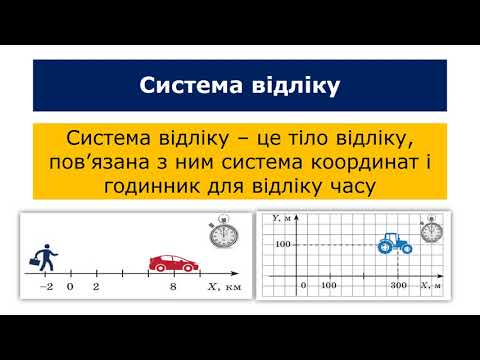 Система відліку
Система відліку – це тіло відліку,
пов’язана з ним система координат і
годинник для відліку часу
–2 0 2 8 X, км
Y, м
100
0 100 300 X, м